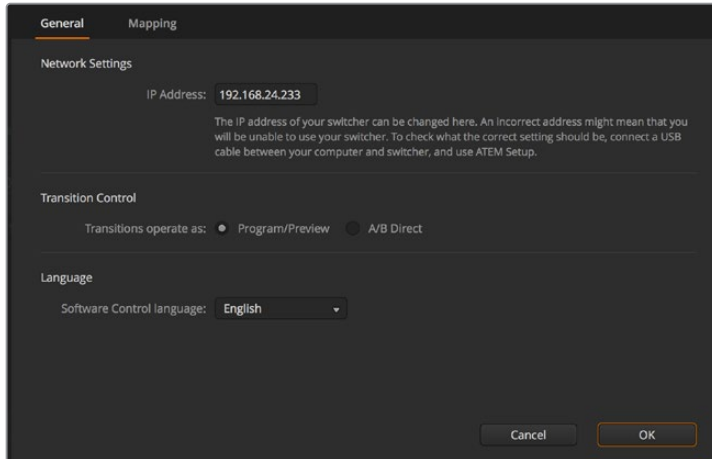 General Mapping
Network Settings
IP Address: 192.168.24.233
The IP address of your switcher can be changed here. An incorrect address might mean that you
will be unable to use your switcher. To check what the correct setting should be, connect a USB
cable between your computer and switcher, and use ATEM Setup.
Transition Control
Transitions operate as: Program/Preview A/B Direct
Language
Software Control language: English
Cancel OK